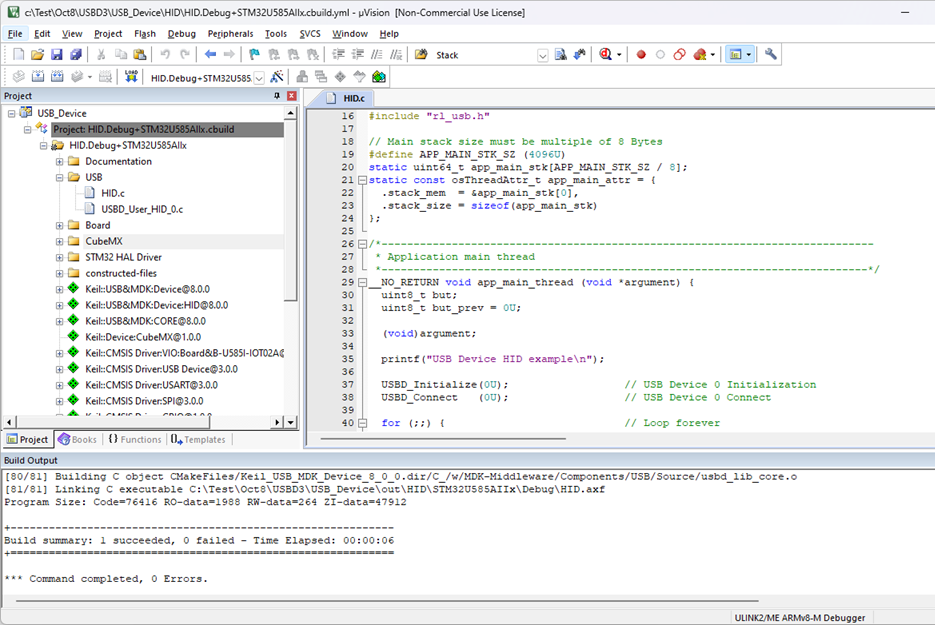 c:\Test\Oct8\USBD3\USB_Device\HID\HID.Debug+STM32U585AIIx.cbuild.yml - µVision  [Non-Commercial Use License]
File Edit View Project Flash Debug Peripherals Tools SVCS Window Help
Stack
LOAD
HID.Debug+STM32U585.
Project
HID.c
USB_Device
Project: HID.Debug+STM32U585AIIx.cbuild
HID.Debug+STM32U585AIIx
Documentation
USB
HID.c
USBD_User_HID_0.c
Board
CubeMX
STM32 HAL Driver
constructed-files
Keil::USB&MDK:Device@8.0.0
Keil::USB&MDK:Device:HID@8.0.0
Keil::USB&MDK:CORE@8.0.0
Keil::Device:CubeMX@1.0.0
Keil::CMSIS Driver:VIO:Board&B-U585I-IOT02A@
Keil::CMSIS Driver:USB Device@3.0.0
Keil::CMSIS Driver:USART@3.0.0
Keil::CMSIS Driver:SPI@3.0.0
Keil::CMSIS Driver:GPIO@1.0.0
Project Books {} Functions Templates
16 #include "rl_usb.h"
17
18 // Main stack size must be multiple of 8 Bytes
19 #define APP_MAIN_STK_SZ (4096U)
20 static uint64_t app_main_stk[APP_MAIN_STK_SZ / 8];
21 static const osThreadAttr_t app_main_attr = {
22 .stack_mem  = &app_main_stk[0],
23 .stack_size = sizeof(app_main_stk)
24 };
25
26 /*----------------------------------------------------------------------------
27 * Application main thread
28 *---------------------------------------------------------------------------*/
29 __NO_RETURN void app_main_thread (void *argument) {
30 uint8_t but;
31 uint8_t but_prev = 0U;
32
33 (void)argument;
34
35 printf("USB Device HID example\n");
36
37 USBD_Initialize(0U); // USB Device 0 Initialization
38 USBD_Connect   (0U); // USB Device 0 Connect
39
40 for (;;) { // Loop forever
Build Output
[80/81] Building C object CMakeFiles/Keil_USB_MDK_Device_8_0_0.dir/C_/w/MDK-Middleware/Components/USB/Source/usbd_lib_core.o
[81/81] Linking C executable C:\Test\Oct8\USBD3\USB_Device\out\HID\STM32U585AIIx\Debug\HID.axf
Program Size: Code=76416 RO-data=1988 RW-data=264 ZI-data=47912
+------------------------------------------------------------
Build summary: 1 succeeded, 0 failed - Time Elapsed: 00:00:06
+============================================================
*** Command completed, 0 Errors.
ULINK2/ME ARMv8-M Debugger